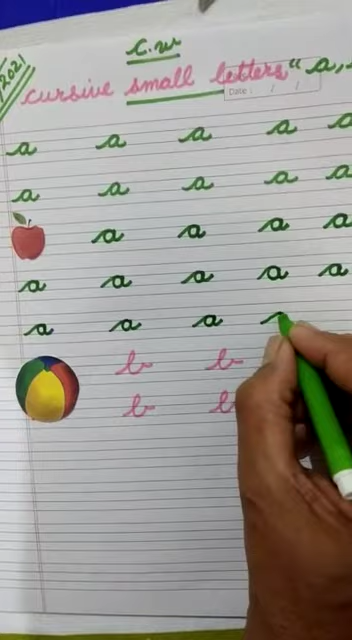 2021
c.w
cursive small letters "a,
Date : / /
a a a a a
a a a a a
a a a a
a a a a a
a a a
b b
b b